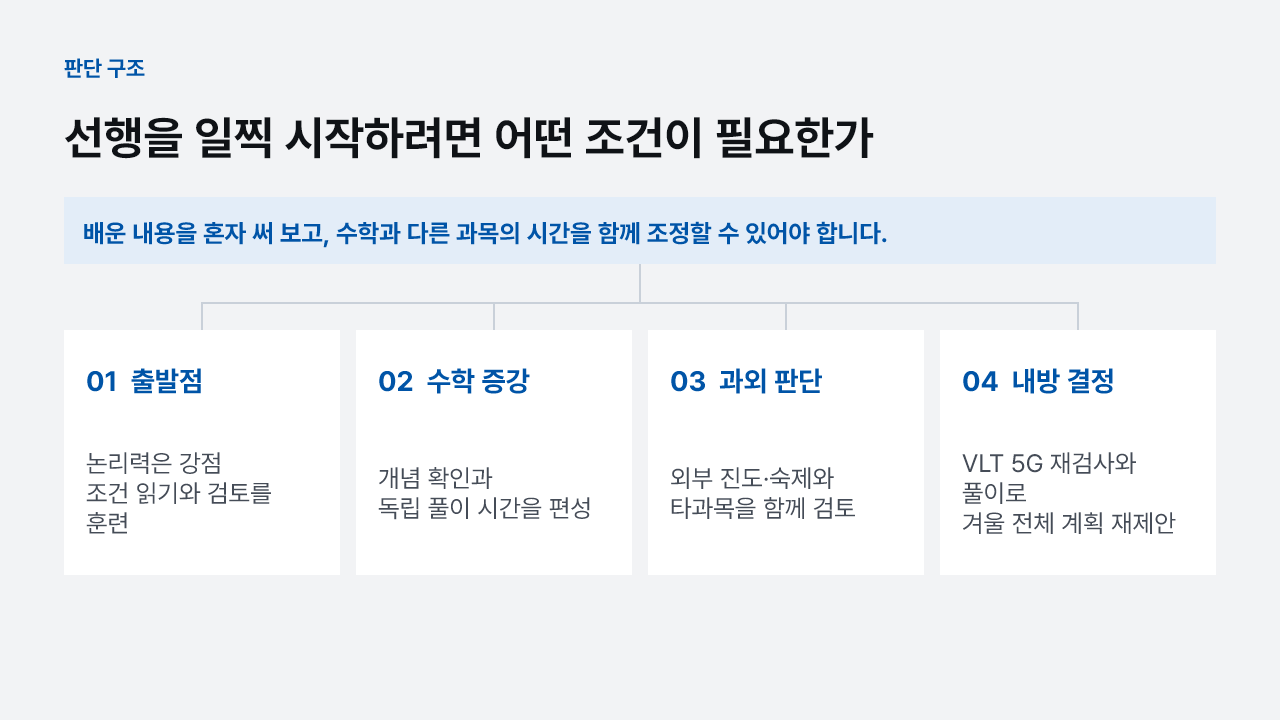 판단 구조
선행을 일찍 시작하려면 어떤 조건이 필요한가
배운 내용을 혼자 써 보고, 수학과 다른 과목의 시간을 함께 조정할 수 있어야 합니다.
01 출발점
논리력은 강점
조건 읽기와 검토를
훈련
02 수학 증강
개념 확인과
독립 풀이 시간을 편성
03 과외 판단
외부 진도·숙제와
타과목을 함께 검토
04 내방 결정
VLT 5G 재검사와
풀이로
겨울 전체 계획 재제안